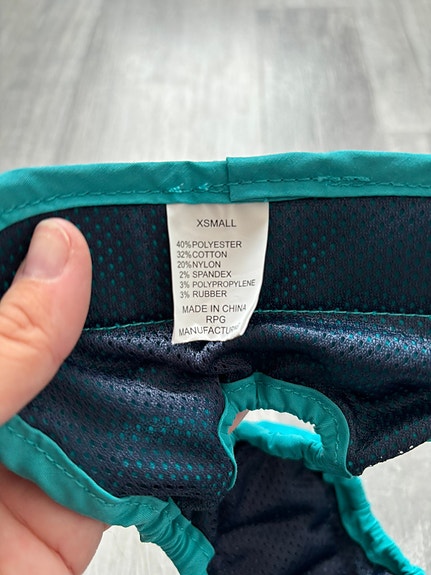 XSMALL
40%POLYESTER
32%COTTON
20%NYLON
2% SPANDEX
3% POLYPROPYLENE
3% RUBBER
MADE IN CHINA
RPG